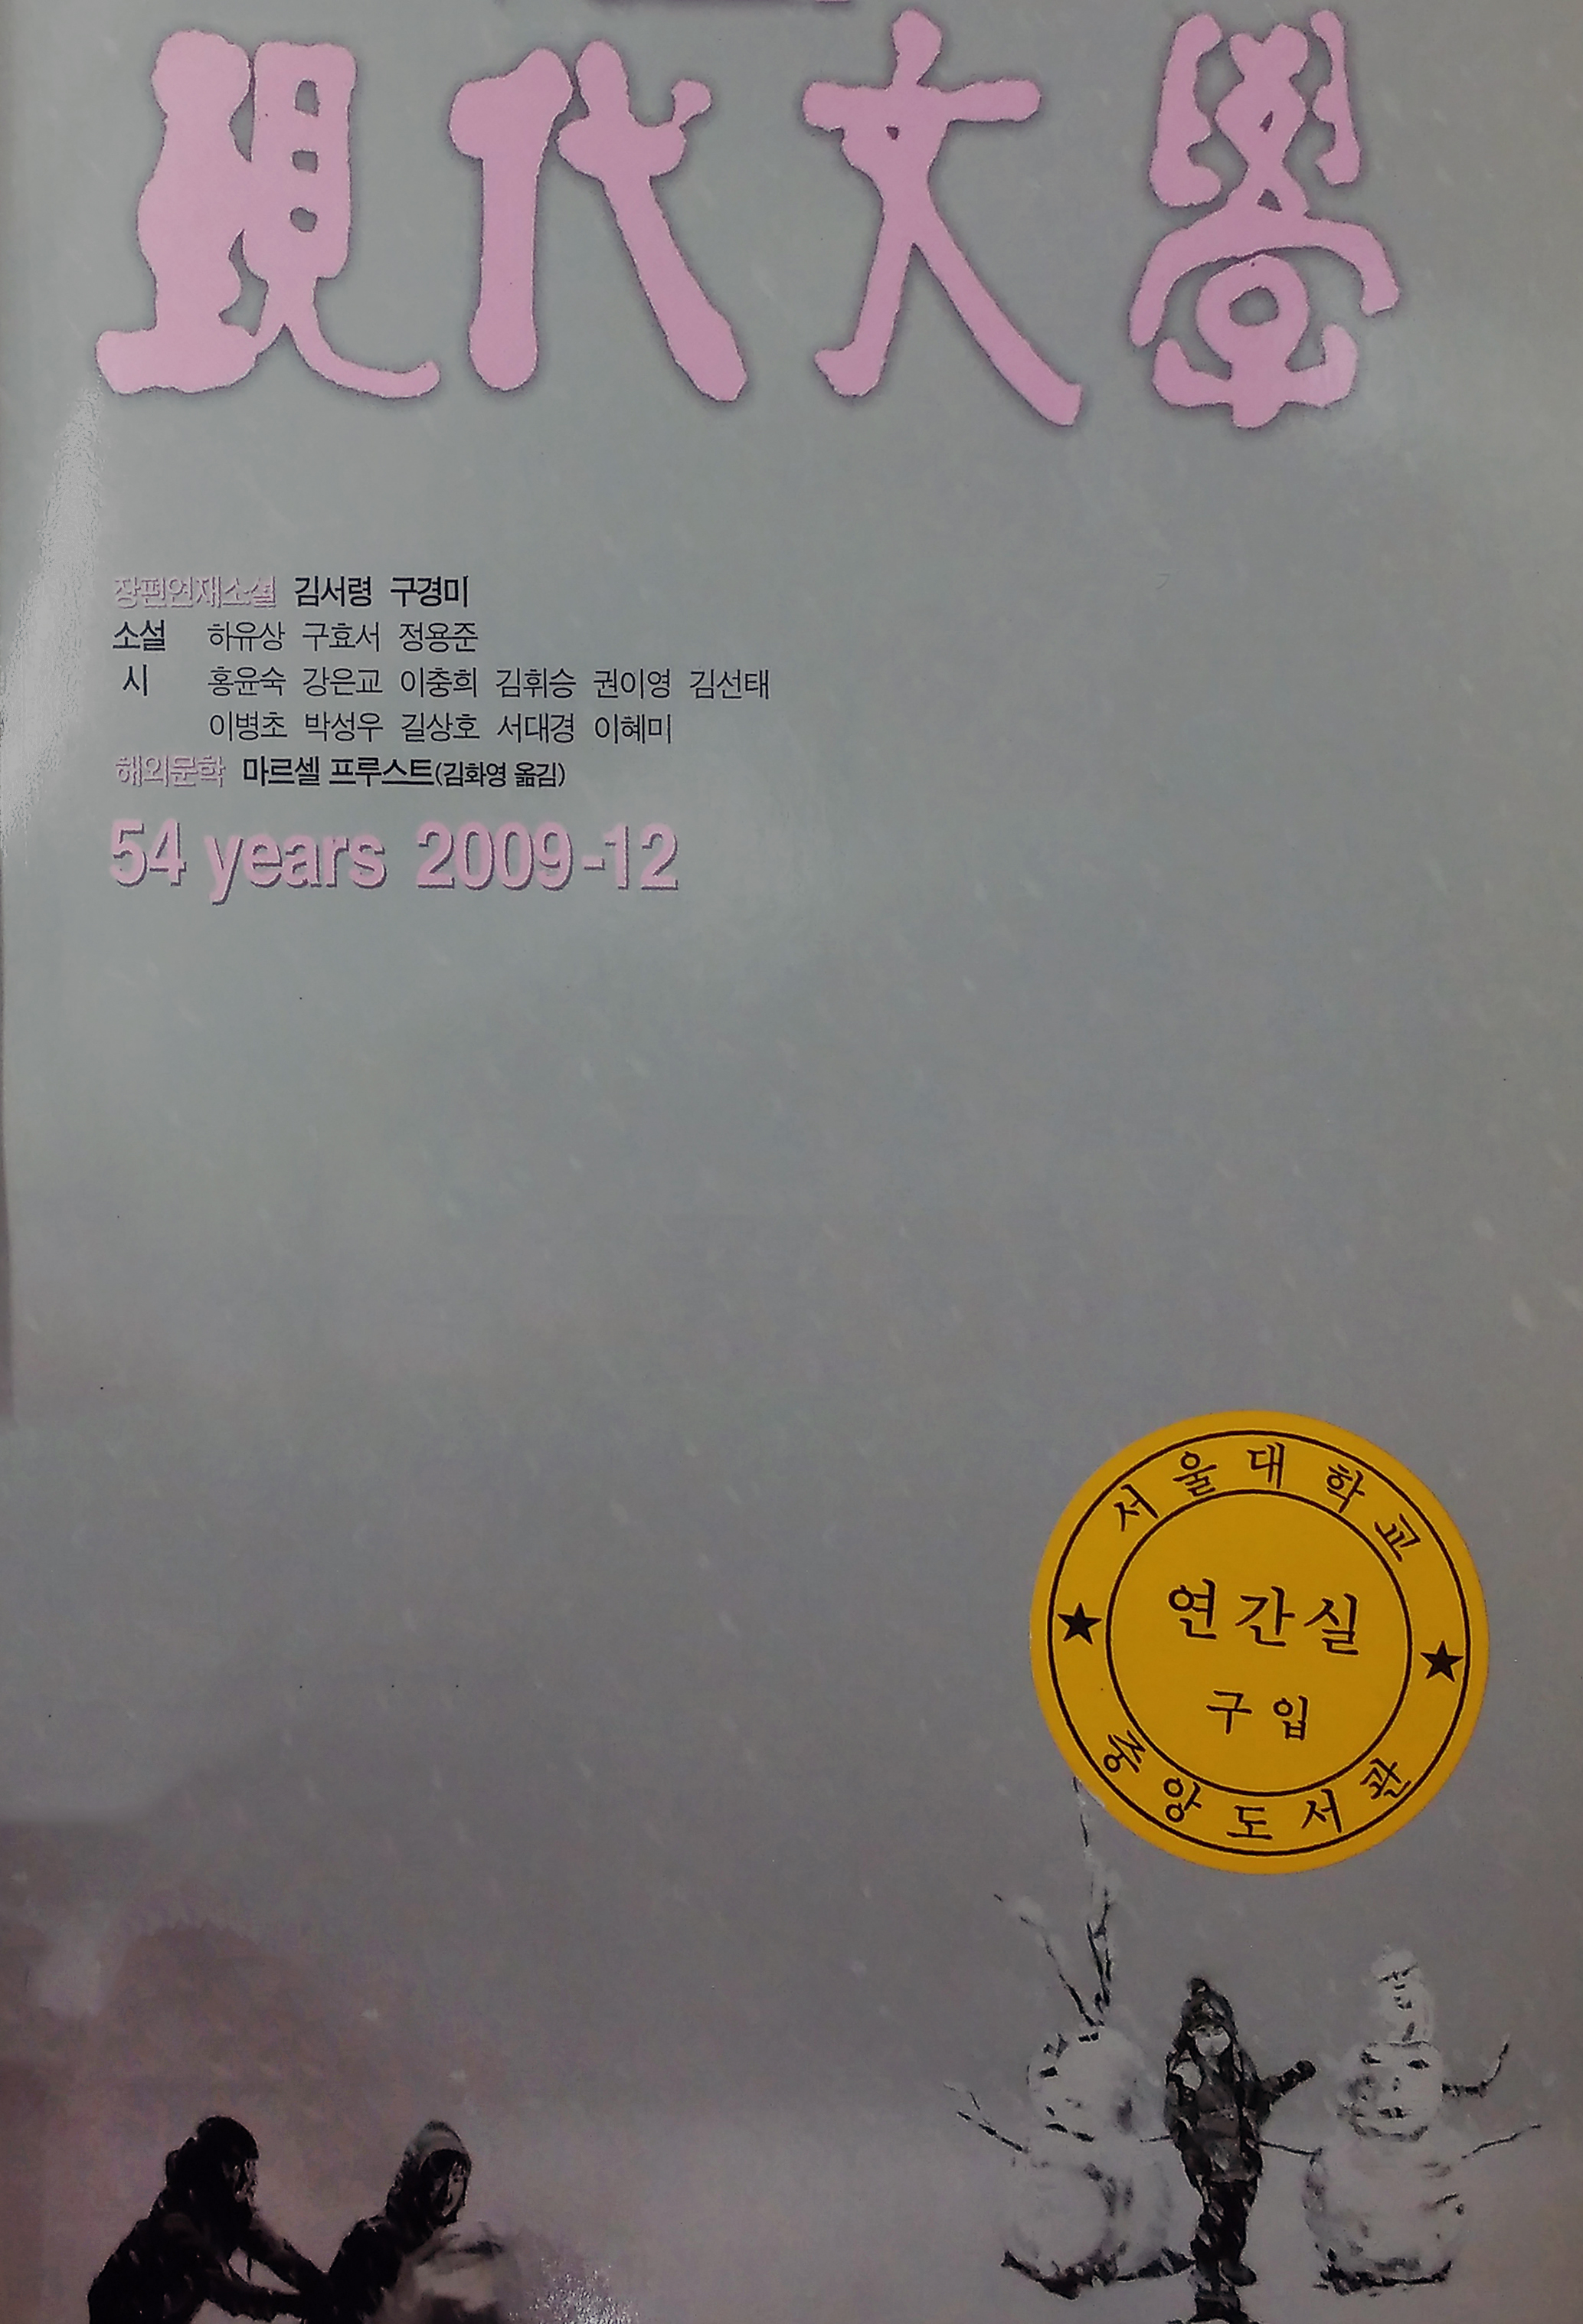 現代文學
장편연재소설 김서령 구경미
소설 하유상 구효서 정용준
시 홍윤숙 강은교 이충희 김휘승 권이영 김선태
이병초 박성우 길상호 서대경 이혜미
해외문학 마르셀 프루스트(김화영 옮김)
54 years 2009-12
서울대학교
연간실
구입
중앙도서관